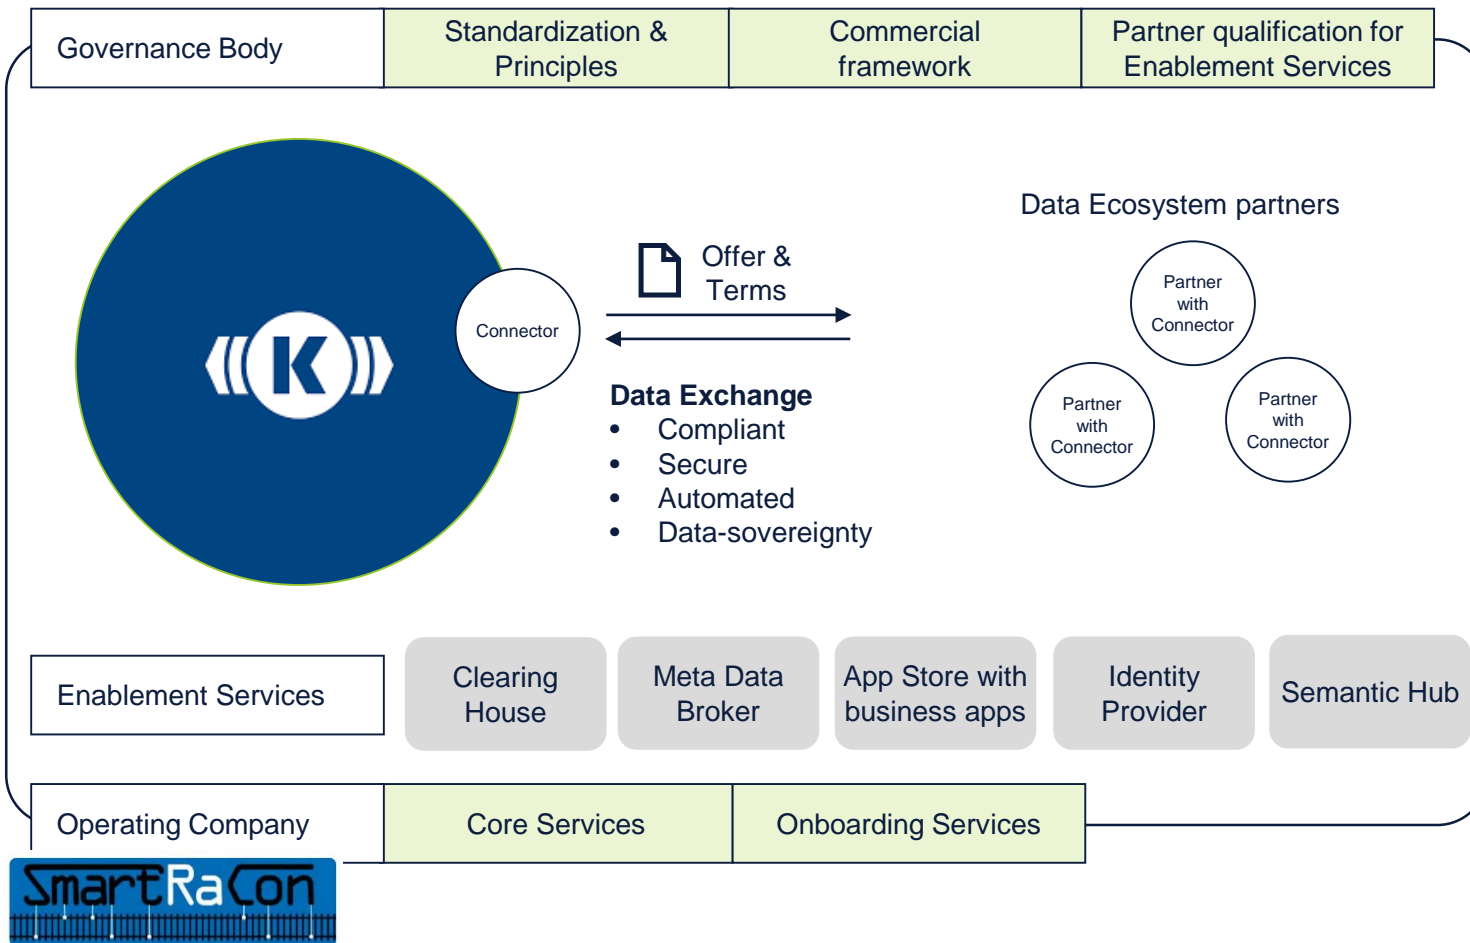 Governance Body
Standardization &
Principles
Commercial
framework
Partner qualification for
Enablement Services
Data Ecosystem partners
K
Connector
Offer &
Terms
Partner
with
Connector
Partner
with
Connector
Partner
with
Connector
Data Exchange
• Compliant
• Secure
• Automated
• Data-sovereignty
Enablement Services
Clearing
House
Meta Data
Broker
App Store with
business apps
Identity
Provider
Semantic Hub
Operating Company
Core Services
Onboarding Services
SmartRaCon